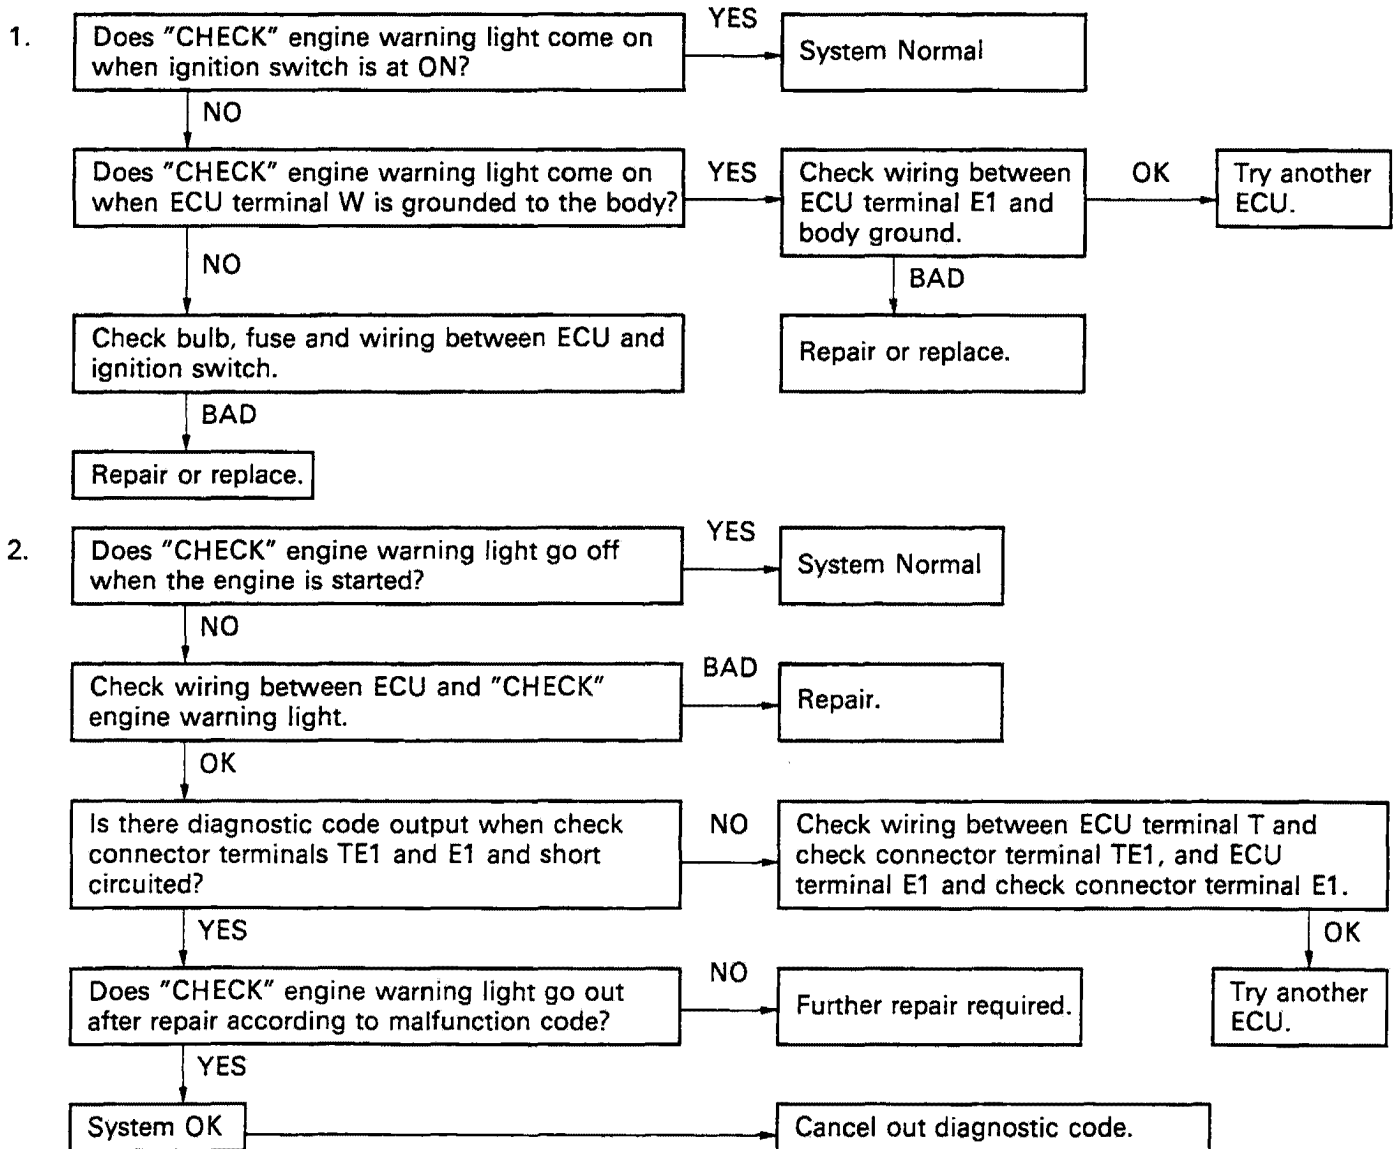 1.
Does "CHECK" engine warning light come on
when ignition switch is at ON?
YES
System Normal
NO
Does "CHECK" engine warning light come on
when ECU terminal W is grounded to the body?
YES
Check wiring between
ECU terminal E1 and
body ground.
OK
Try another
ECU.
NO
BAD
Check bulb, fuse and wiring between ECU and
ignition switch.
Repair or replace.
BAD
Repair or replace.
2.
Does "CHECK" engine warning light go off
when the engine is started?
YES
System Normal
NO
Check wiring between ECU and "CHECK"
engine warning light.
BAD
Repair.
OK
Is there diagnostic code output when check
connector terminals TE1 and E1 and short
circuited?
NO
Check wiring between ECU terminal T and
check connector terminal TE1, and ECU
terminal E1 and check connector terminal E1.
YES
OK
Does "CHECK" engine warning light go out
after repair according to malfunction code?
NO
Further repair required.
Try another
ECU.
YES
System OK
Cancel out diagnostic code.